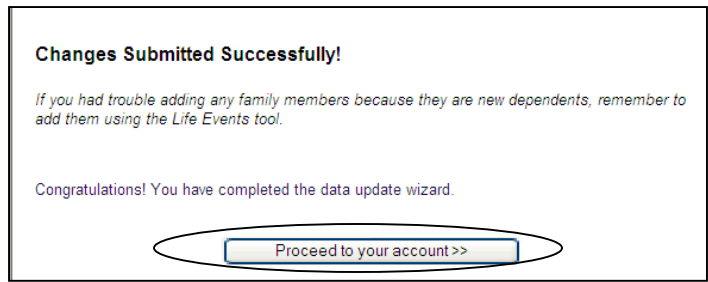 Changes Submitted Successfully!
If you had trouble adding any family members because they are new dependents, remember to
add them using the Life Events tool.
Congratulations! You have completed the data update wizard.
Proceed to your account >>